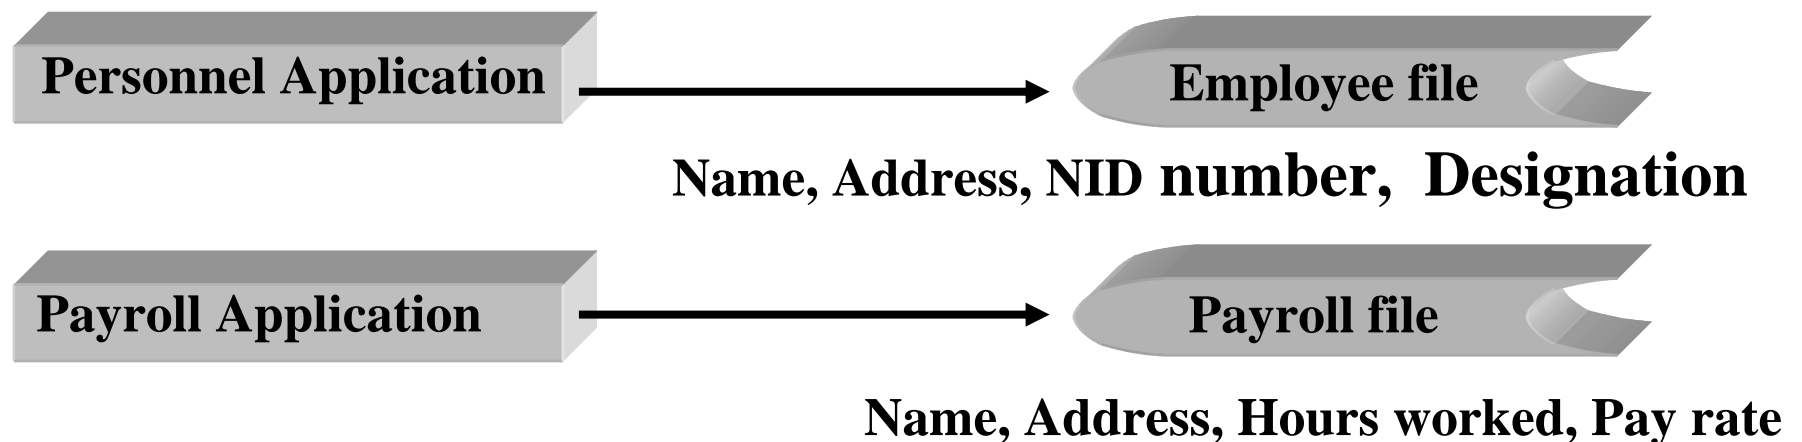 Personnel Application
Employee file
Name, Address, NID number, Designation
Payroll Application
Payroll file
Name, Address, Hours worked, Pay rate